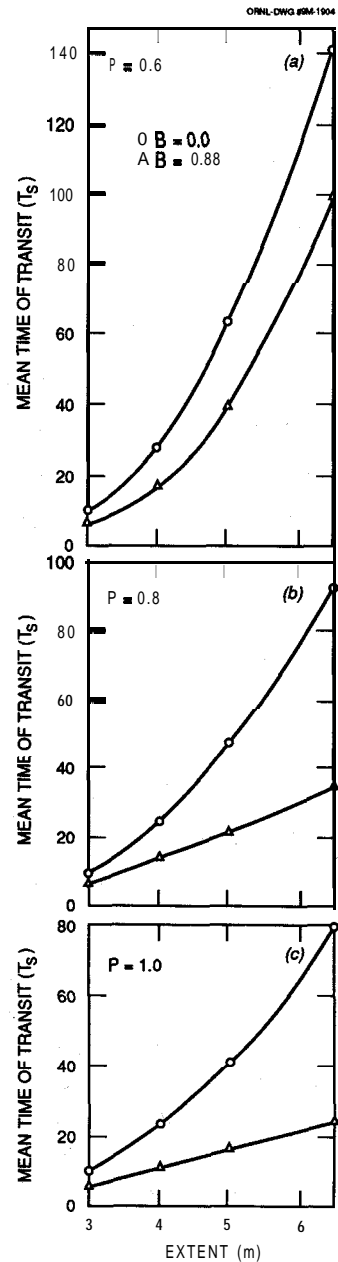 ORNL-DWG 89M-1904
140
P = 0.6
(a)
O B = 0.0
A B = 0.88
120
100
80
60
40
20
0
MEAN TIME OF TRANSIT (TS)
100
P = 0.8
(b)
80
60
40
20
0
MEAN TIME OF TRANSIT (TS)
80
P = 1.0
(c)
60
40
20
0
MEAN TIME OF TRANSIT (TS)
3 4 5 6
EXTENT (m)